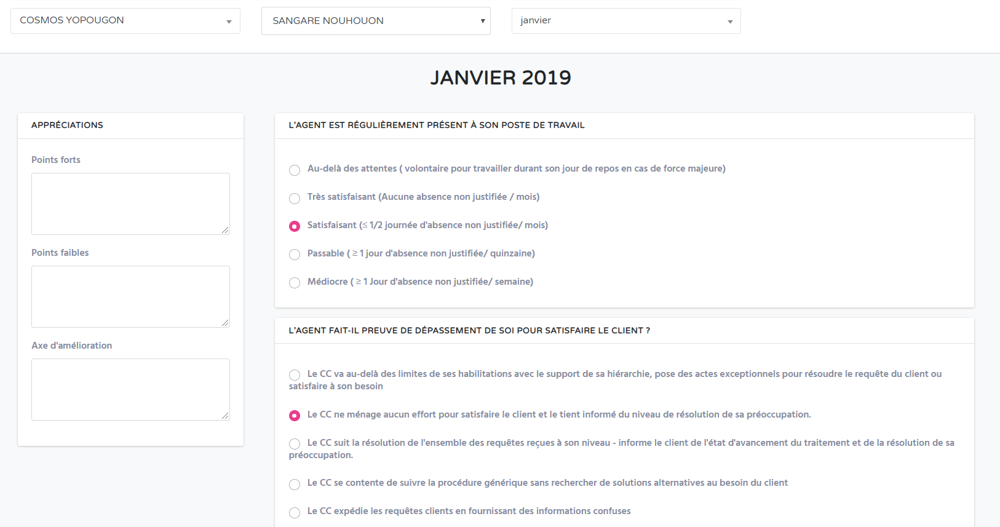 COSMOS YOPOUGON
SANGARE NOUHOUON
janvier
JANVIER 2019
APPRÉCIATIONS
Points forts
Points faibles
Axe d'amélioration
L'AGENT EST RÉGULIÈREMENT PRÉSENT À SON POSTE DE TRAVAIL
Au-delà des attentes ( volontaire pour travailler durant son jour de repos en cas de force majeure)
Très satisfaisant (Aucune absence non justifiée / mois)
Satisfaisant (≤ 1/2 journée d'absence non justifiée/ mois)
Passable ( ≥ 1 jour d'absence non justifiée/ quinzaine)
Médiocre ( ≥ 1 Jour d'absence non justifiée/ semaine)
L'AGENT FAIT-IL PREUVE DE DÉPASSEMENT DE SOI POUR SATISFAIRE LE CLIENT ?
Le CC va au-delà des limites de ses habilitations avec le support de sa hiérarchie, pose des actes exceptionnels pour résoudre le requête du client ou
satisfaire à son besoin
Le CC ne ménage aucun effort pour satisfaire le client et le tient informé du niveau de résolution de sa préoccupation.
Le CC suit la résolution de l'ensemble des requêtes reçues à son niveau - informe le client de l'état d'avancement du traitement et de la résolution de sa
préoccupation.
Le CC se contente de suivre la procédure générique sans rechercher de solutions alternatives au besoin du client
Le CC expédie les requêtes clients en fournissant des informations confuses